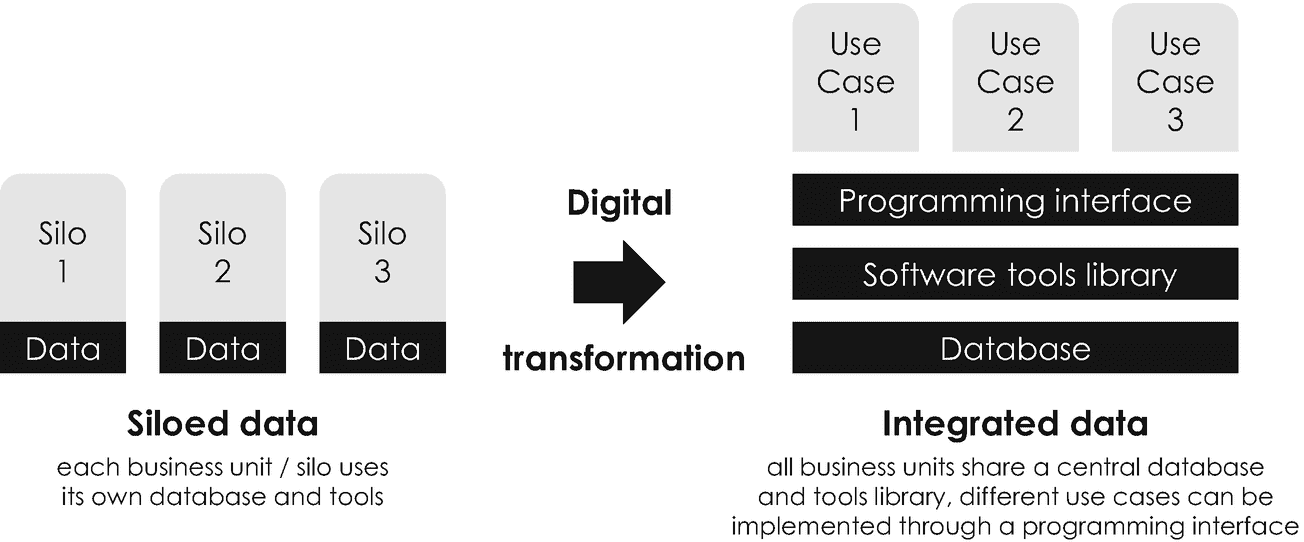 Silo
1
Data
Silo
2
Data
Silo
3
Data
Siloed data
each business unit / silo uses
its own database and tools
Digital
transformation
Use
Case
1
Use
Case
2
Use
Case
3
Programming interface
Software tools library
Database
Integrated data
all business units share a central database
and tools library, different use cases can be
implemented through a programming interface